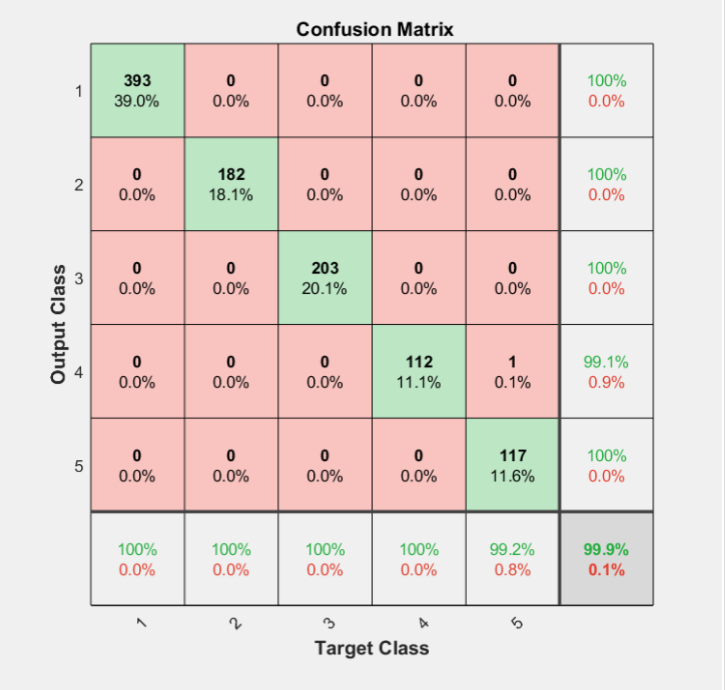 Confusion Matrix
1 393 0 0 0 0 100%
39.0% 0.0% 0.0% 0.0% 0.0% 0.0%
2 0 182 0 0 0 100%
0.0% 18.1% 0.0% 0.0% 0.0% 0.0%
3 0 0 203 0 0 100%
0.0% 0.0% 20.1% 0.0% 0.0% 0.0%
4 0 0 0 112 1 99.1%
0.0% 0.0% 0.0% 11.1% 0.1% 0.9%
5 0 0 0 0 117 100%
0.0% 0.0% 0.0% 0.0% 11.6% 0.0%
100% 100% 100% 100% 99.2% 99.9%
0.0% 0.0% 0.0% 0.0% 0.8% 0.1%
1 2 3 4 5
Target Class
Output Class